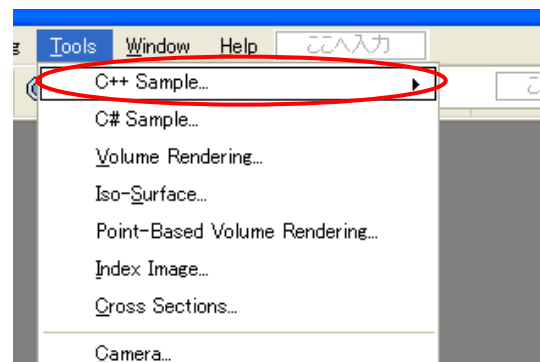 Tools Window Help ここへ入力
C++ Sample...
C# Sample...
Volume Rendering...
Iso-Surface...
Point-Based Volume Rendering...
Index Image...
Cross Sections...
Camera...